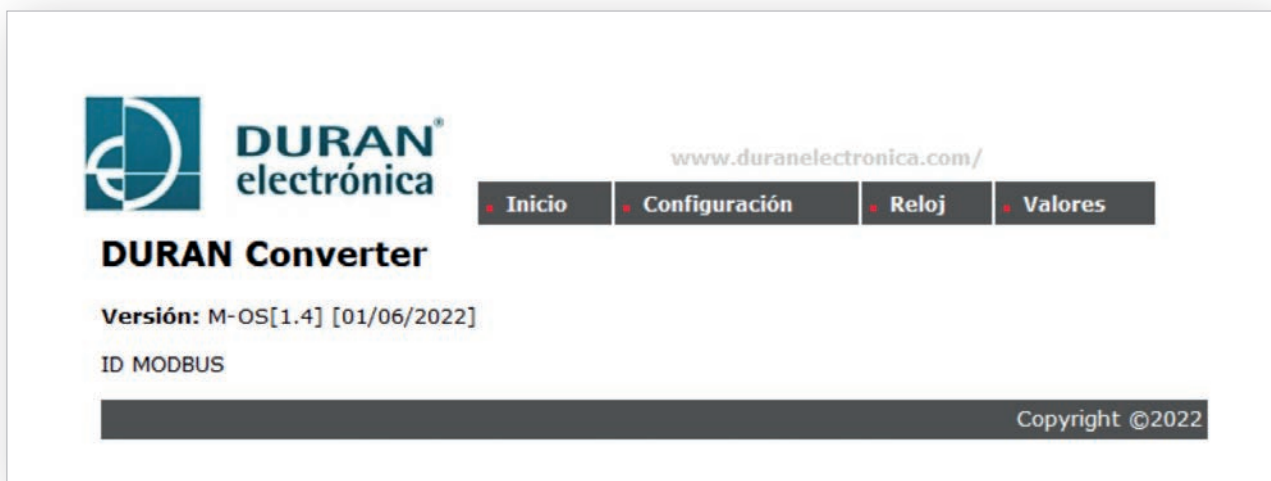 DURAN®
electrónica
www.duranelectronica.com/
Inicio Configuración Reloj Valores
DURAN Converter
Versión: M-OS[1.4] [01/06/2022]
ID MODBUS
Copyright ©2022